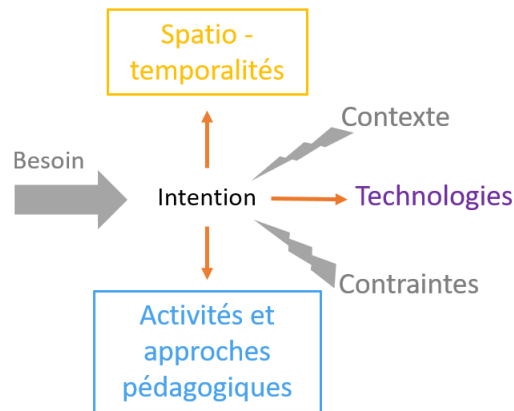 Spatio -
temporalités
Contexte
Besoin
Intention
Technologies
Contraintes
Activités et
approches
pédagogiques